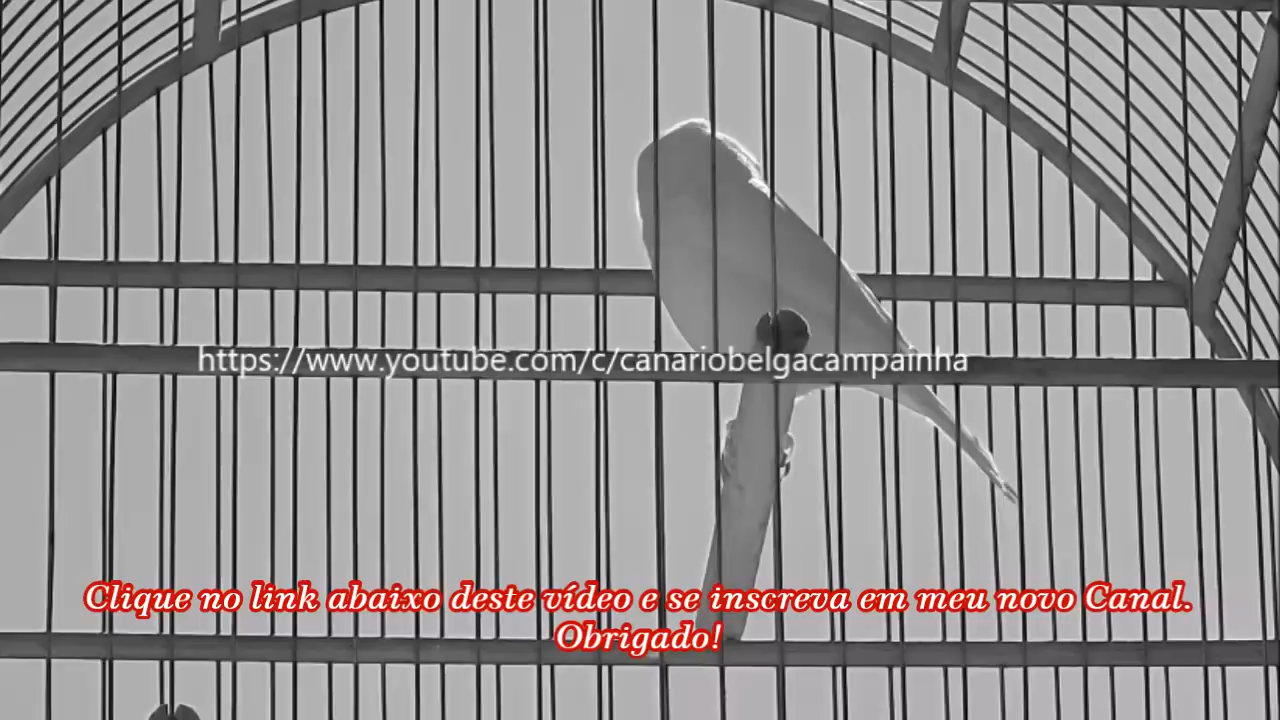 https://www.youtube.com/c/canariobelgacampainha
Clique no link abaixo deste vídeo e se inscreva em meu novo Canal.
Obrigado!